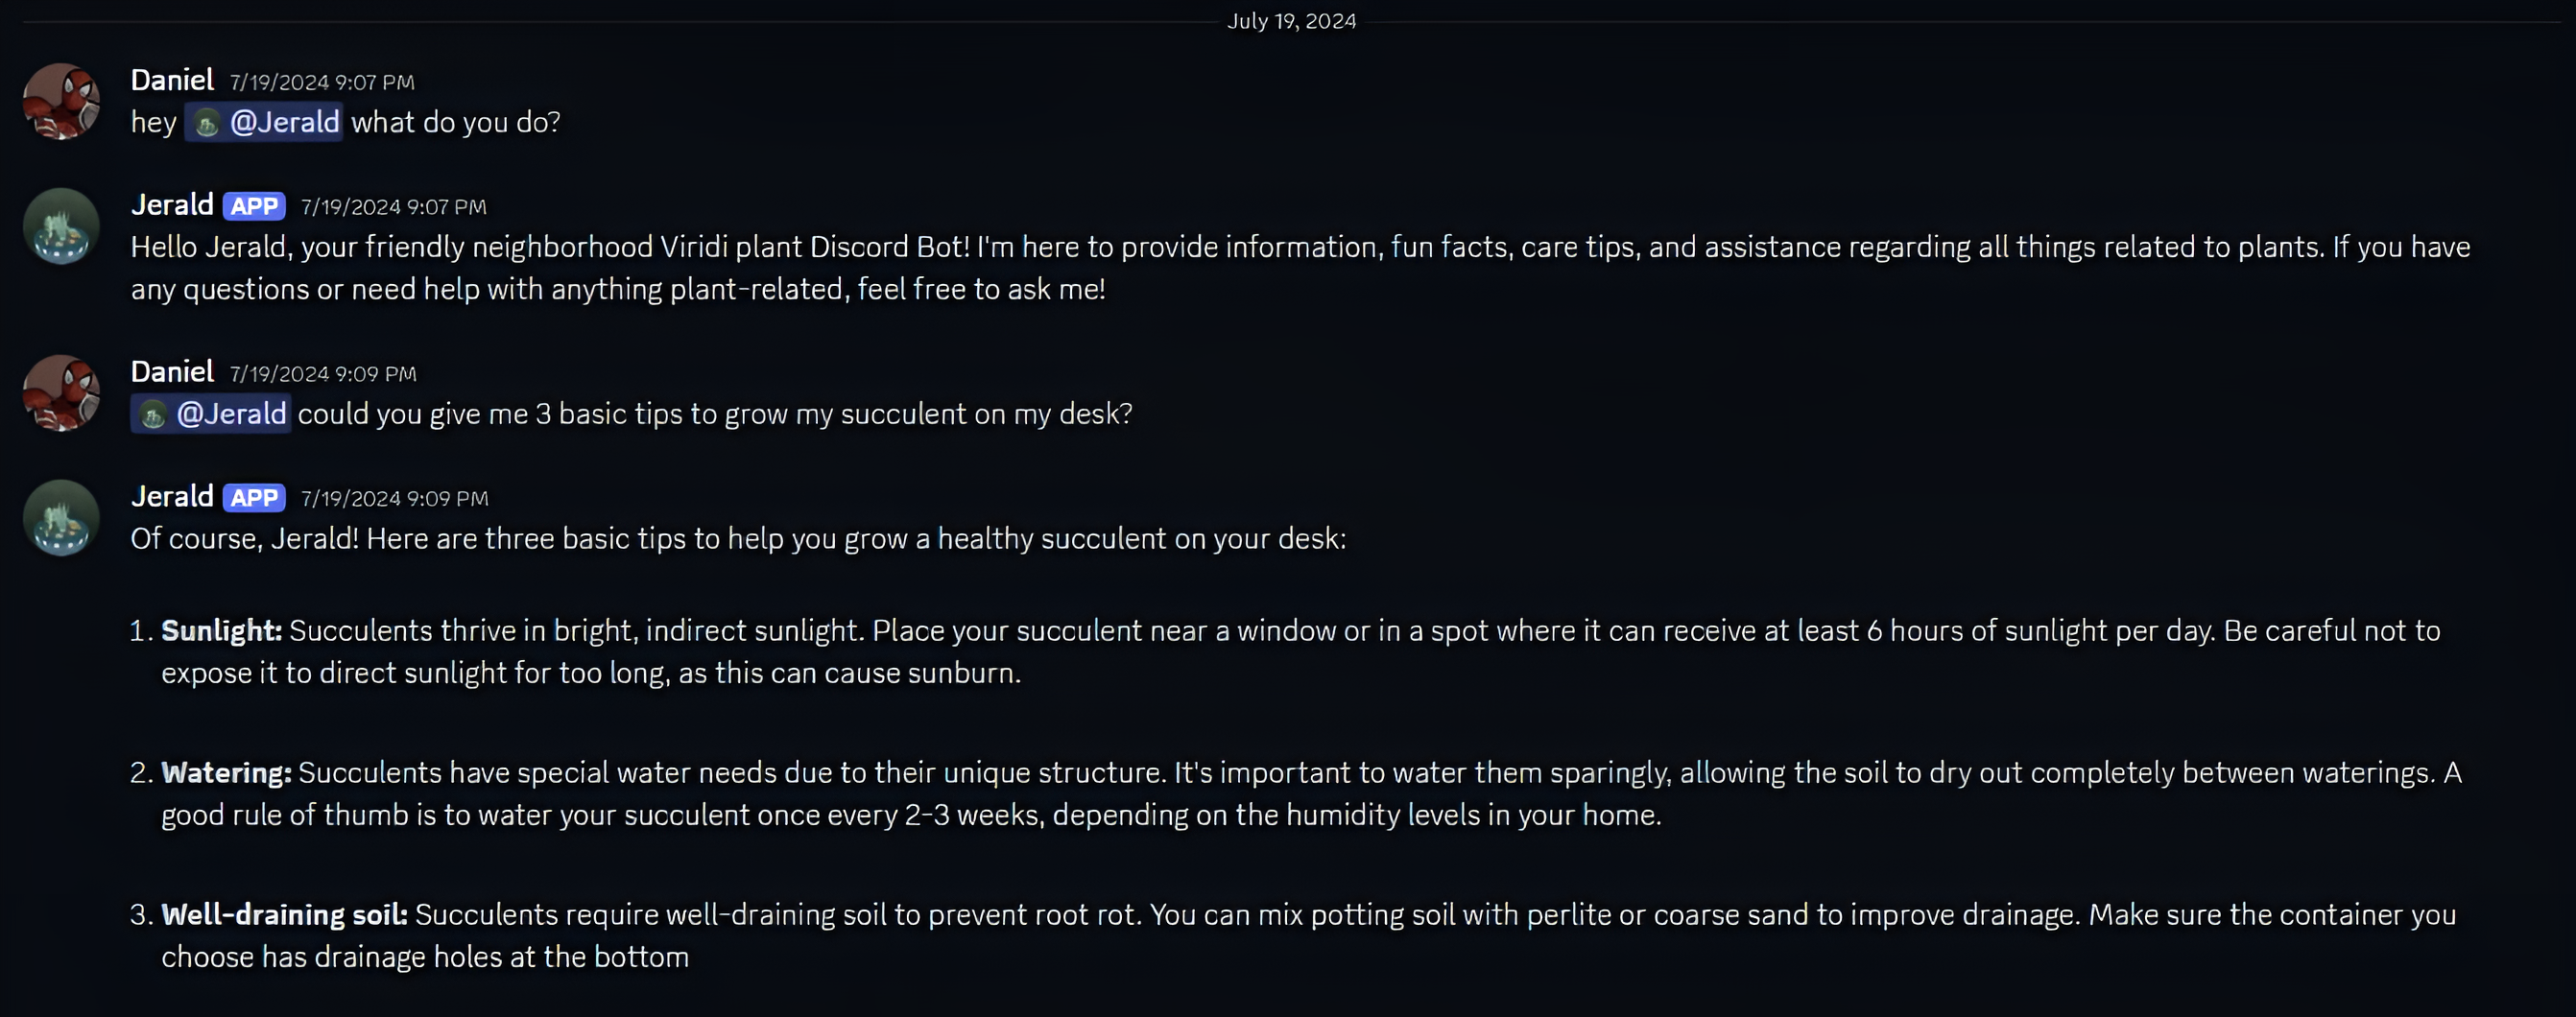 July 19, 2024
Daniel 7/19/2024 9:07 PM
hey @Jerald what do you do?
Jerald APP 7/19/2024 9:07 PM
Hello Jerald, your friendly neighborhood Viridi plant Discord Bot! I'm here to provide information, fun facts, care tips, and assistance regarding all things related to plants. If you have
any questions or need help with anything plant-related, feel free to ask me!
Daniel 7/19/2024 9:09 PM
@Jerald could you give me 3 basic tips to grow my succulent on my desk?
Jerald APP 7/19/2024 9:09 PM
Of course, Jerald! Here are three basic tips to help you grow a healthy succulent on your desk:
1. Sunlight: Succulents thrive in bright, indirect sunlight. Place your succulent near a window or in a spot where it can receive at least 6 hours of sunlight per day. Be careful not to
expose it to direct sunlight for too long, as this can cause sunburn.
2. Watering: Succulents have special water needs due to their unique structure. It's important to water them sparingly, allowing the soil to dry out completely between waterings. A
good rule of thumb is to water your succulent once every 2-3 weeks, depending on the humidity levels in your home.
3. Well-draining soil: Succulents require well-draining soil to prevent root rot. You can mix potting soil with perlite or coarse sand to improve drainage. Make sure the container you
choose has drainage holes at the bottom